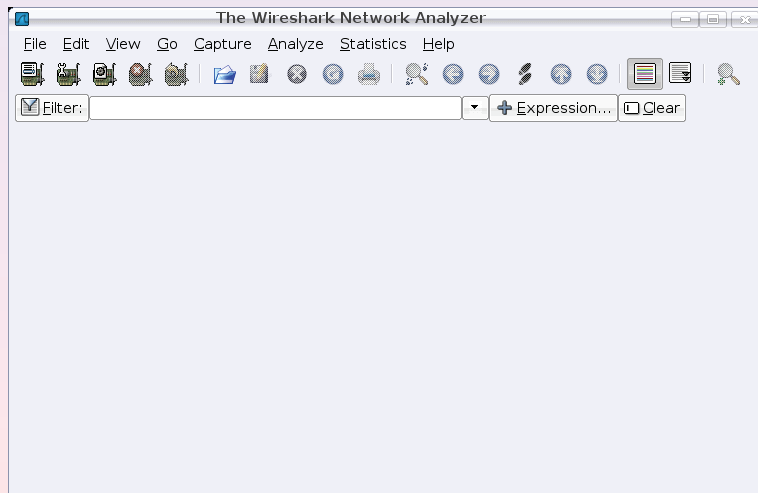 The Wireshark Network Analyzer
File Edit View Go Capture Analyze Statistics Help
Filter: Expression... Clear